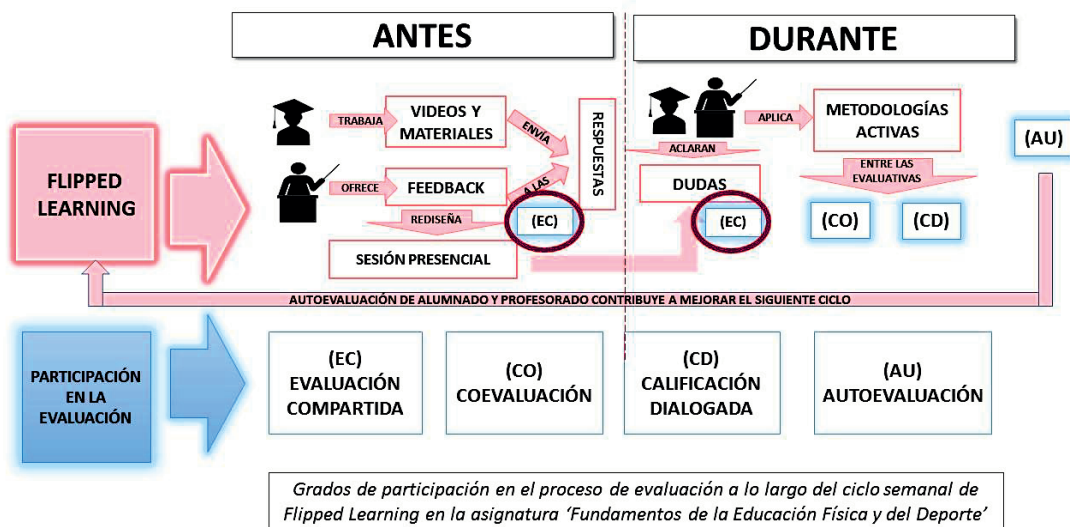 ANTES
DURANTE
FLIPPED
LEARNING
TRABAJA
VIDEOS Y
MATERIALES
ENVÍA
RESPUESTAS
OFRECE
FEEDBACK
A LAS
REDISEÑA
(EC)
SESIÓN PRESENCIAL
APLICA
METODOLOGÍAS
ACTIVAS
ACLARAN
DUDAS
(EC)
ENTRE LAS
EVALUATIVAS
(CO)
(CD)
(AU)
AUTOEVALUACIÓN DE ALUMNADO Y PROFESORADO CONTRIBUYE A MEJORAR EL SIGUIENTE CICLO
PARTICIPACIÓN
EN LA
EVALUACIÓN
(EC)
EVALUACIÓN
COMPARTIDA
(CO)
COEVALUACIÓN
(CD)
CALIFICACIÓN
DIALOGADA
(AU)
AUTOEVALUACIÓN
Grados de participación en el proceso de evaluación a lo largo del ciclo semanal de
Flipped Learning en la asignatura ‘Fundamentos de la Educación Física y del Deporte’